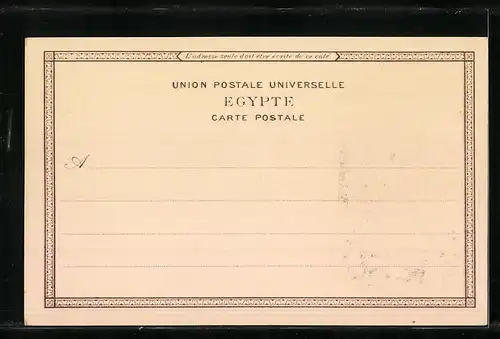 L'adresse seule doit être écrite de ce côté
UNION POSTALE UNIVERSELLE
EGYPTE
CARTE POSTALE
A